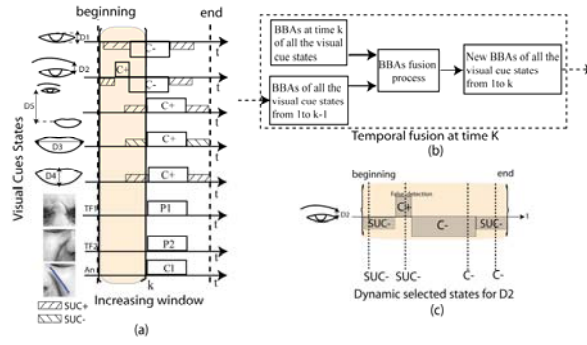 beginning
end
D1
C-
t
D2
C+
C-
t
D5
C+
t
D3
C+
t
D4
C+
t
TF1
P1
t
TF2
P2
t
An
C1
t
Visual Cues States
k
Increasing window
SUC+
SUC-
(a)
BBAs at time k
of all the visual
cue states
BBAs of all the
visual cue states
from 1to k-1
BBAs fusion
process
New BBAs of all the
visual cue states
from 1to k
Temporal fusion at time K
(b)
beginning
end
False detection
D2
C+
t
SUC-
C-
SUC-
SUC-
SUC-
C-
C-
Dynamic selected states for D2
(c)